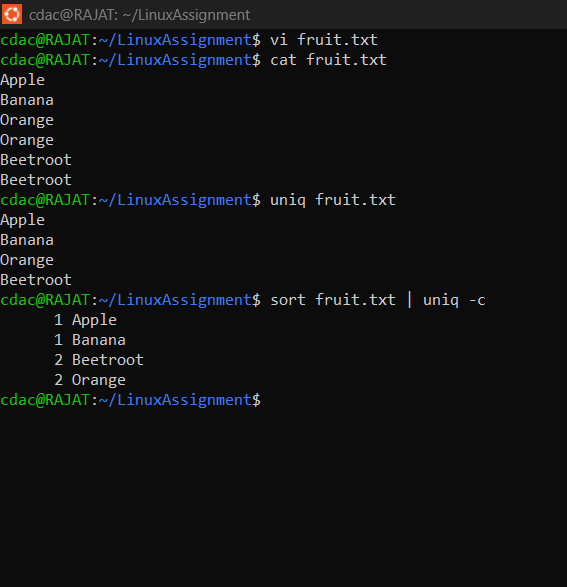 cdac@RAJAT: ~/LinuxAssignment
cdac@RAJAT:~/LinuxAssignment$ vi fruit.txt
cdac@RAJAT:~/LinuxAssignment$ cat fruit.txt
Apple
Banana
Orange
Orange
Beetroot
Beetroot
cdac@RAJAT:~/LinuxAssignment$ uniq fruit.txt
Apple
Banana
Orange
Beetroot
cdac@RAJAT:~/LinuxAssignment$ sort fruit.txt | uniq -c
      1 Apple
      1 Banana
      2 Beetroot
      2 Orange
cdac@RAJAT:~/LinuxAssignment$